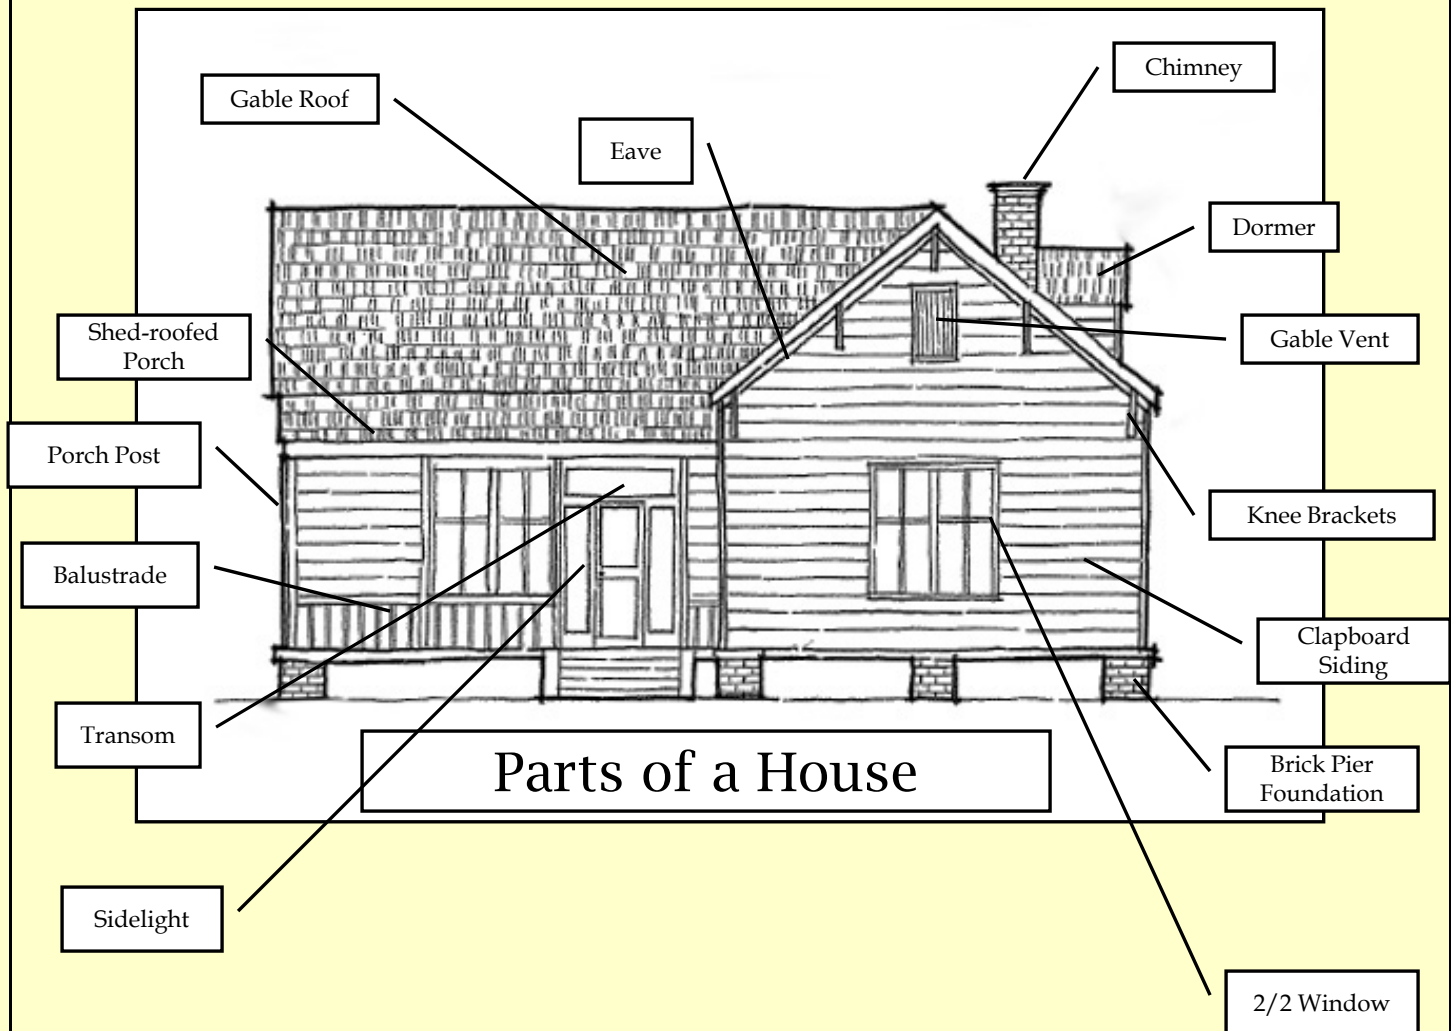 Chimney
Gable Roof
Eave
Dormer
Shed-roofed
Porch
Gable Vent
Porch Post
Knee Brackets
Balustrade
Clapboard
Siding
Transom
Parts of a House
Brick Pier
Foundation
Sidelight
2/2 Window